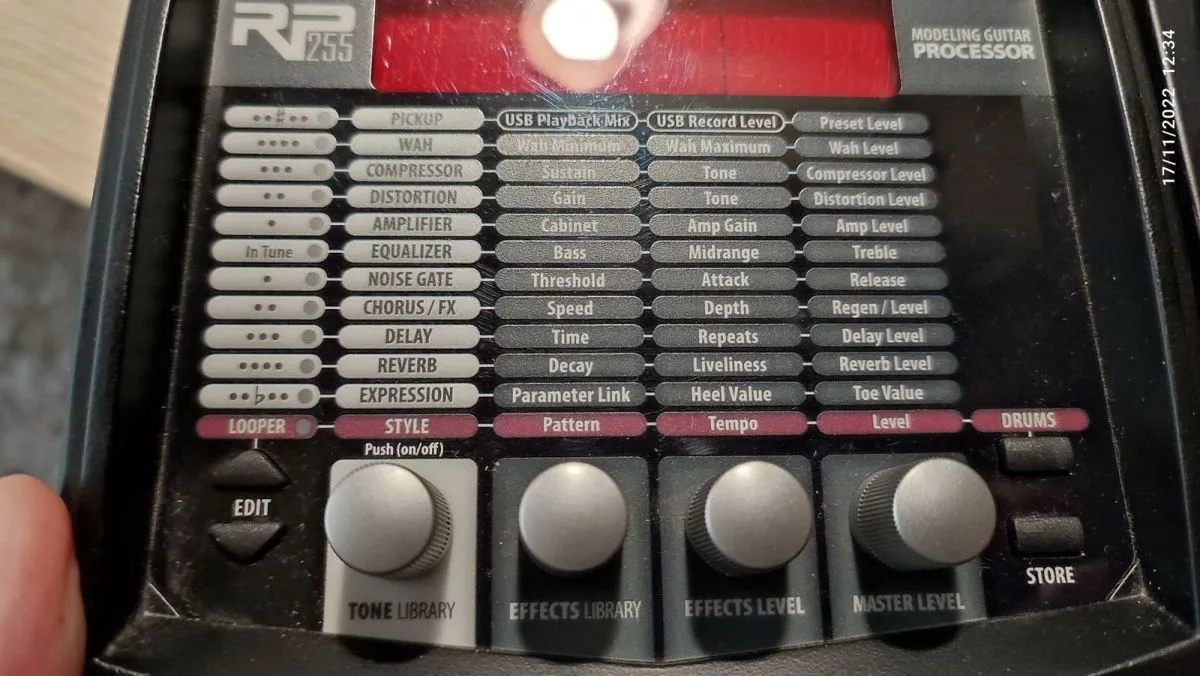 RP255
MODELING GUITAR
PROCESSOR
17/11/2022 12:34
PICKUP USB Playback Mix USB Record Level Preset Level
WAH Wah Minimum Wah Maximum Wah Level
COMPRESSOR Sustain Tone Compressor Level
DISTORTION Gain Tone Distortion Level
AMPLIFIER Cabinet Amp Gain Amp Level
In Tune EQUALIZER Bass Midrange Treble
NOISE GATE Threshold Attack Release
CHORUS / FX Speed Depth Regen / Level
DELAY Time Repeats Delay Level
REVERB Decay Liveliness Reverb Level
EXPRESSION Parameter Link Heel Value Toe Value
LOOPER STYLE Pattern Tempo Level DRUMS
Push (on/off)
EDIT
STORE
TONE LIBRARY EFFECTS LIBRARY EFFECTS LEVEL MASTER LEVEL